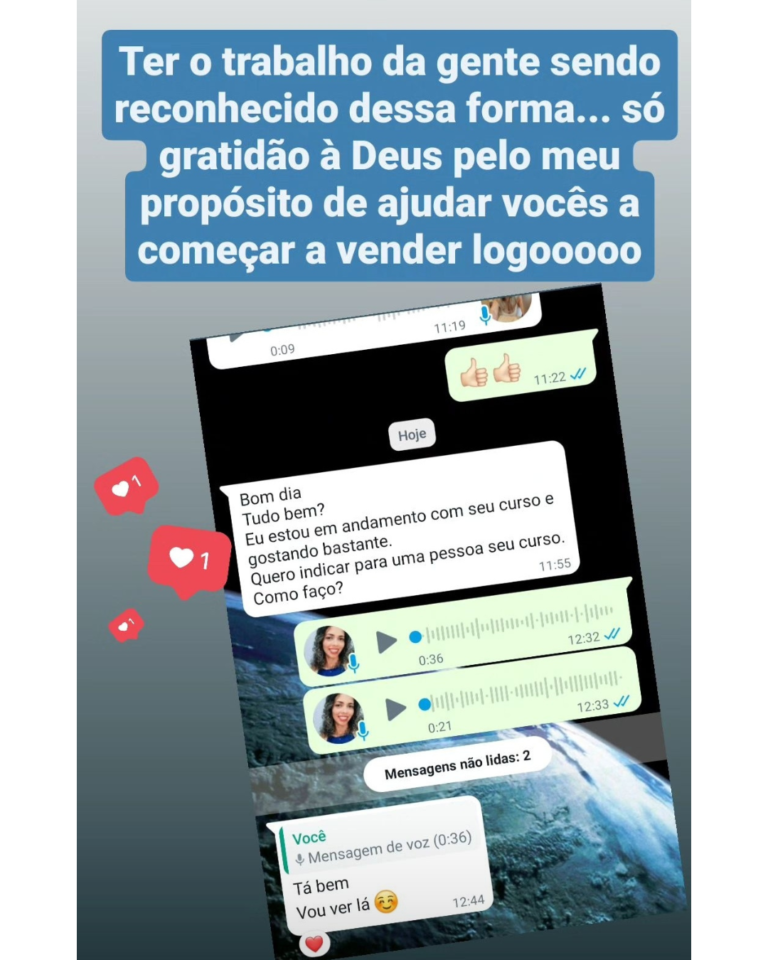 Ter o trabalho da gente sendo
reconhecido dessa forma... só
gratidão à Deus pelo meu
propósito de ajudar vocês a
começar a vender logooooo
0:09
11:19
👍🏻👍🏻
11:22
Hoje
Bom dia
Tudo bem?
Eu estou em andamento com seu curso e
gostando bastante.
Quero indicar para uma pessoa seu curso.
Como faço?
11:55
1
1
1
0:36
12:32
0:21
12:33
Mensagens não lidas: 2
Você
Mensagem de voz (0:36)
Tá bem
Vou ver lá ☺️
12:44